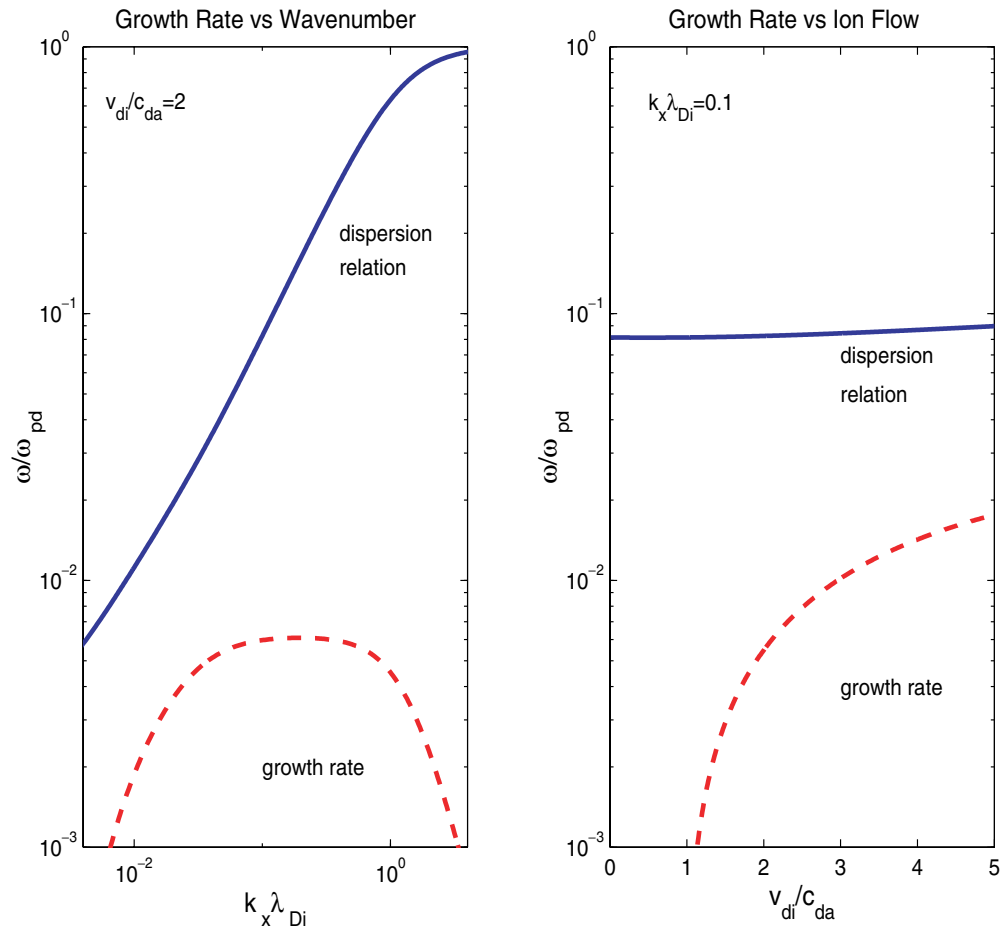 Growth Rate vs Wavenumber
10^0
v_di/c_da=2
dispersion
relation
10^-1
ω/ω_pd
10^-2
growth rate
10^-3
10^-2
10^0
k_x λ_Di
Growth Rate vs Ion Flow
10^0
k_x λ_Di=0.1
10^-1
dispersion
relation
ω/ω_pd
10^-2
growth rate
10^-3
0 1 2 3 4 5
v_di/c_da